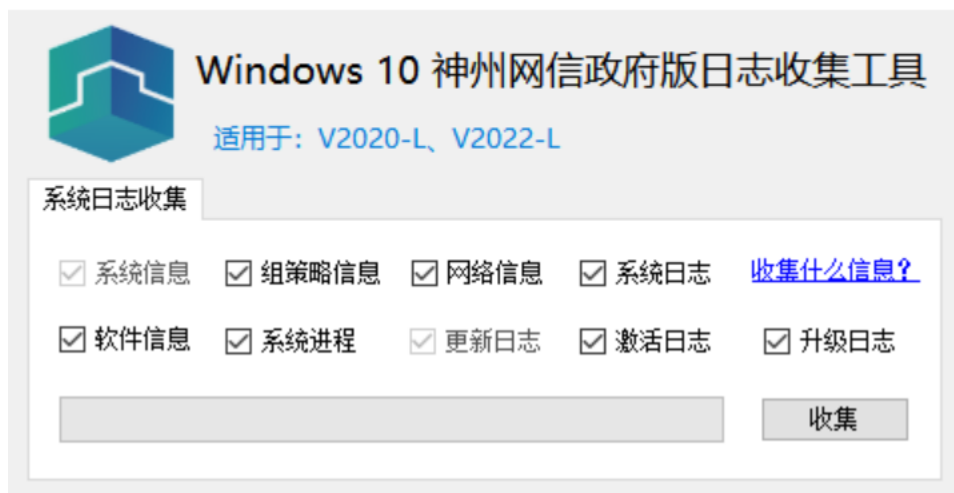 Windows 10 神州网信政府版日志收集工具
适用于：V2020-L、V2022-L
系统日志收集
系统信息 组策略信息 网络信息 系统日志 收集什么信息？
软件信息 系统进程 更新日志 激活日志 升级日志
收集